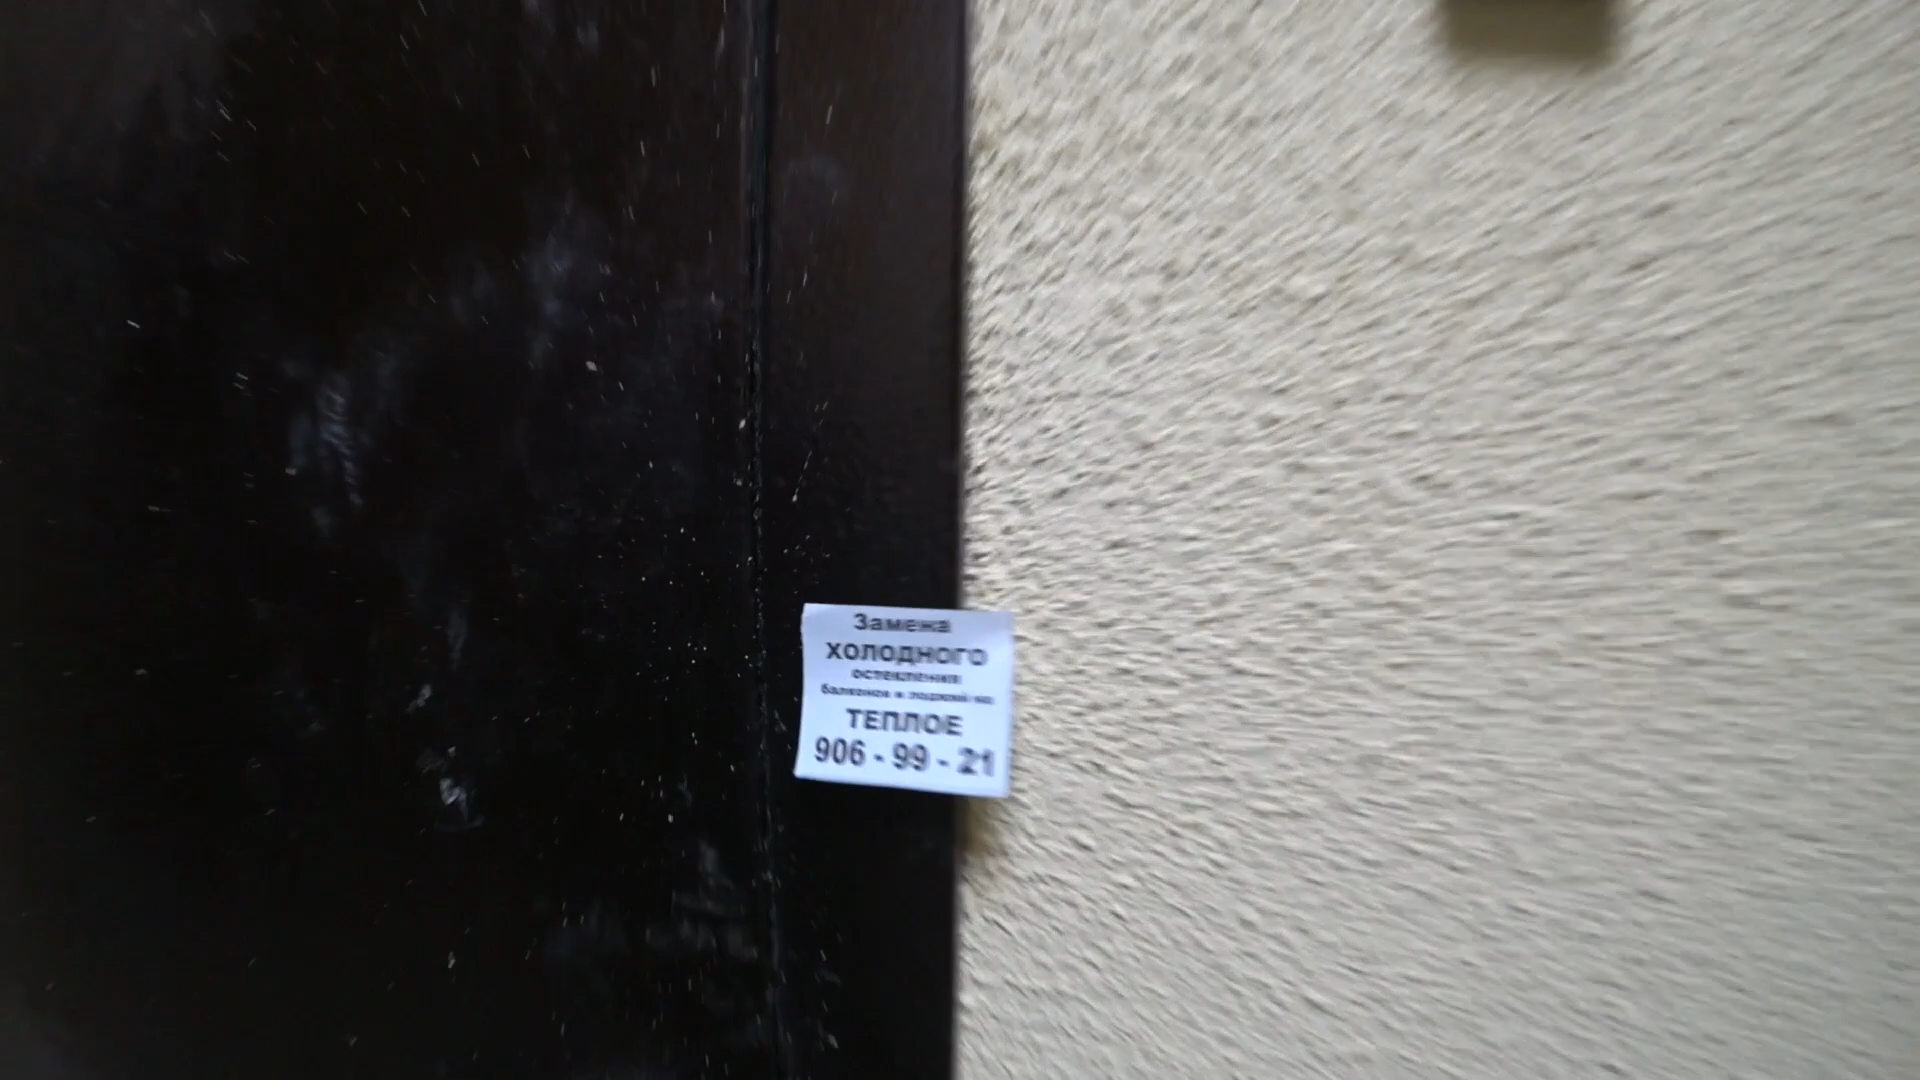 Замена
ХОЛОДНОГО
остекления
балконов и лоджий на
ТЕПЛОЕ
906 - 99 - 21